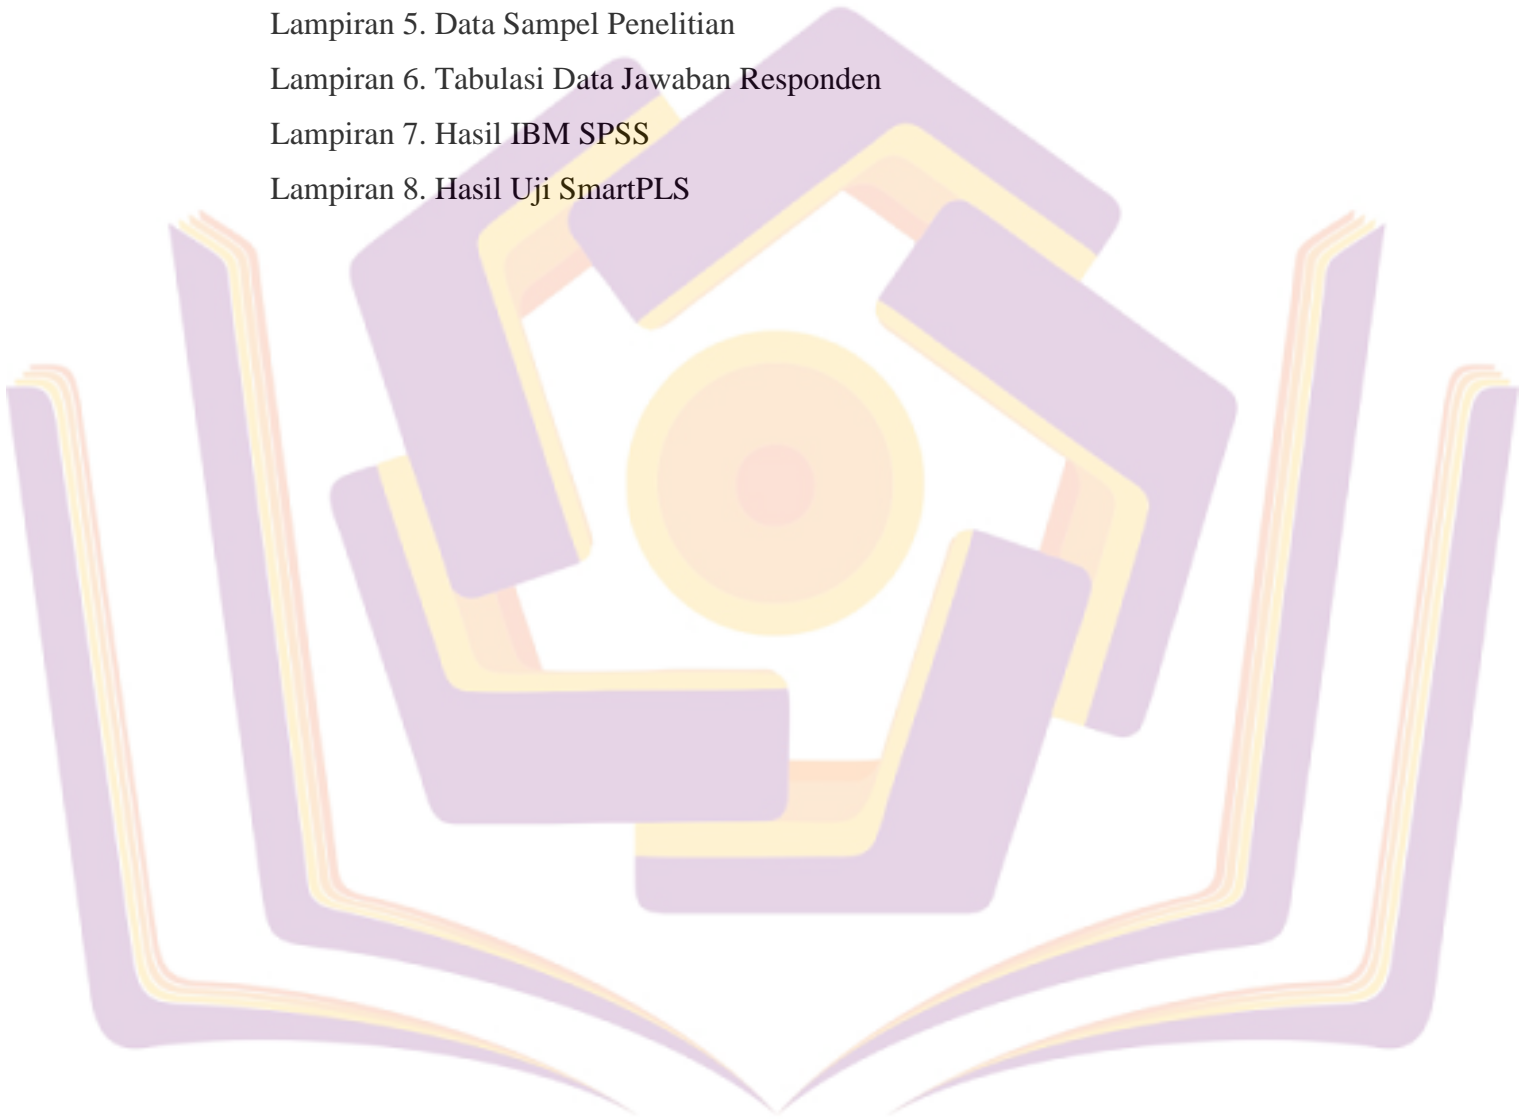 Lampiran 5. Data Sampel Penelitian
Lampiran 6. Tabulasi Data Jawaban Responden
Lampiran 7. Hasil IBM SPSS
Lampiran 8. Hasil Uji SmartPLS